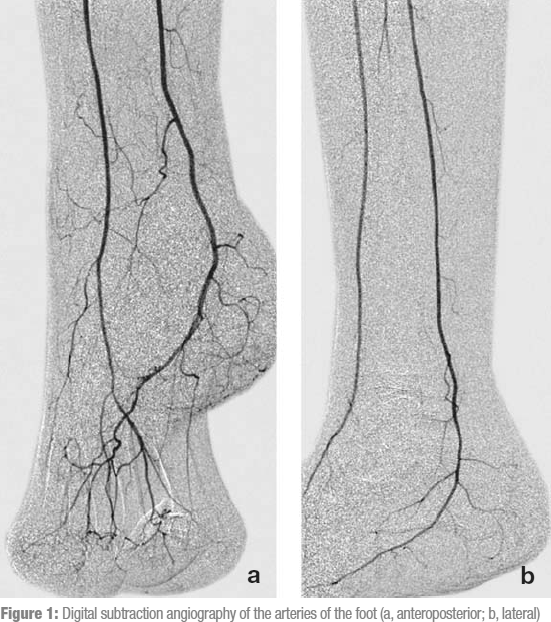 a
b
Figure 1: Digital subtraction angiography of the arteries of the foot (a, anteroposterior; b, lateral)